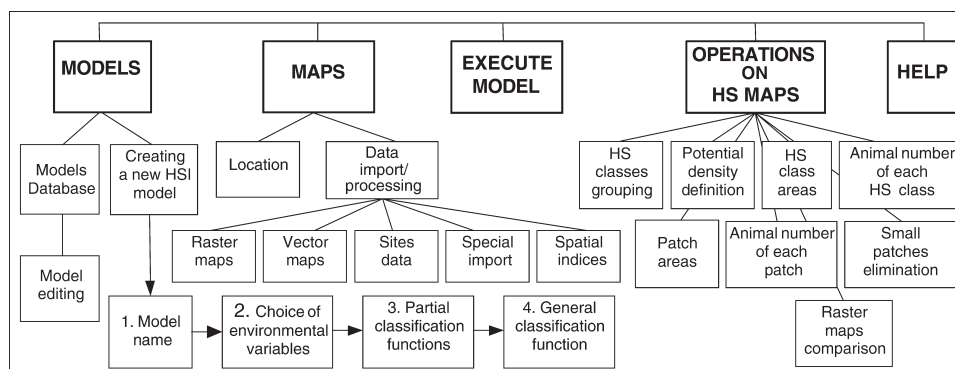 MODELS
MAPS
EXECUTE
MODEL
OPERATIONS
ON
HS MAPS
HELP
Models
Database
Creating
a new HSI
model
Location
Data
import/
processing
HS
classes
grouping
Potential
density
definition
HS
class
areas
Animal number
of each
HS class
Model
editing
Raster
maps
Vector
maps
Sites
data
Special
import
Spatial
indices
Patch
areas
Animal number
of each
patch
Small
patches
elimination
1. Model
name
2. Choice of
environmental
variables
3. Partial
classification
functions
4. General
classification
function
Raster
maps
comparison